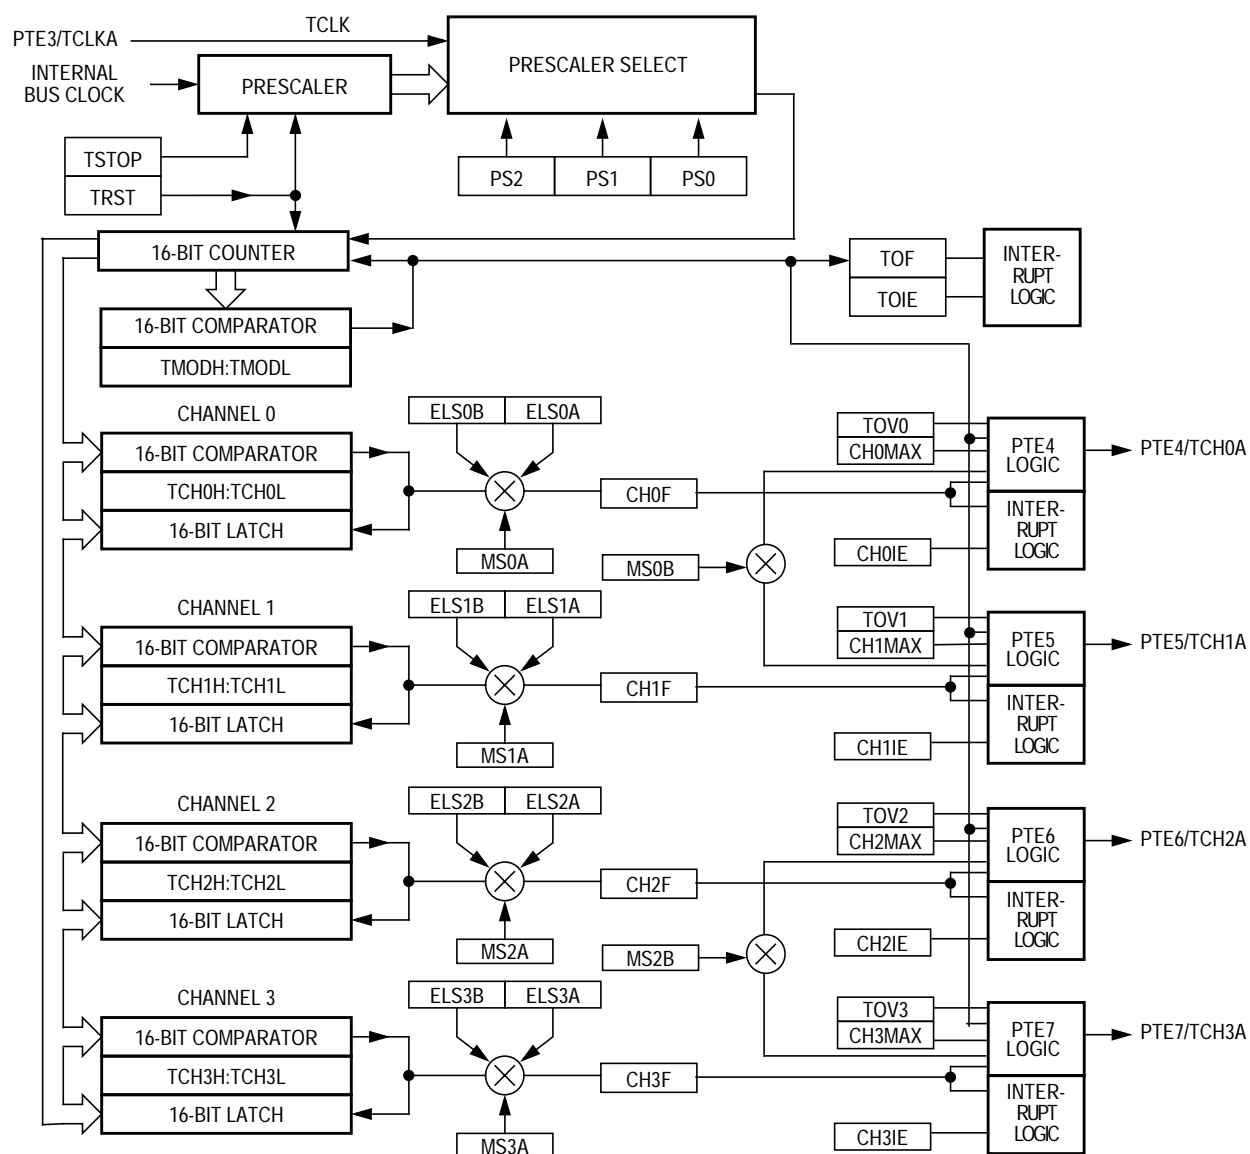 TCLK
PTE3/TCLKA
INTERNAL
BUS CLOCK
PRESCALER
PRESCALER SELECT
TSTOP
TRST
PS2
PS1
PS0
16-BIT COUNTER
TOF
TOIE
INTER-
RUPT
LOGIC
16-BIT COMPARATOR
TMODH:TMODL
CHANNEL 0
16-BIT COMPARATOR
TCH0H:TCH0L
16-BIT LATCH
ELS0B
ELS0A
MS0A
CH0F
MS0B
TOV0
CH0MAX
CH0IE
PTE4
LOGIC
INTER-
RUPT
LOGIC
PTE4/TCH0A
CHANNEL 1
16-BIT COMPARATOR
TCH1H:TCH1L
16-BIT LATCH
ELS1B
ELS1A
MS1A
CH1F
TOV1
CH1MAX
CH1IE
PTE5
LOGIC
INTER-
RUPT
LOGIC
PTE5/TCH1A
CHANNEL 2
16-BIT COMPARATOR
TCH2H:TCH2L
16-BIT LATCH
ELS2B
ELS2A
MS2A
CH2F
MS2B
TOV2
CH2MAX
CH2IE
PTE6
LOGIC
INTER-
RUPT
LOGIC
PTE6/TCH2A
CHANNEL 3
16-BIT COMPARATOR
TCH3H:TCH3L
16-BIT LATCH
ELS3B
ELS3A
MS3A
CH3F
TOV3
CH3MAX
CH3IE
PTE7
LOGIC
INTER-
RUPT
LOGIC
PTE7/TCH3A